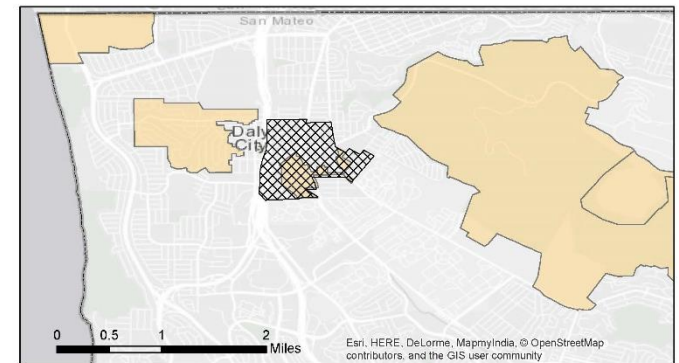 San Mateo
Daly
City
0 0.5 1 2
Miles
Esri, HERE, DeLorme, MapmyIndia, © OpenStreetMap
contributors, and the GIS user community